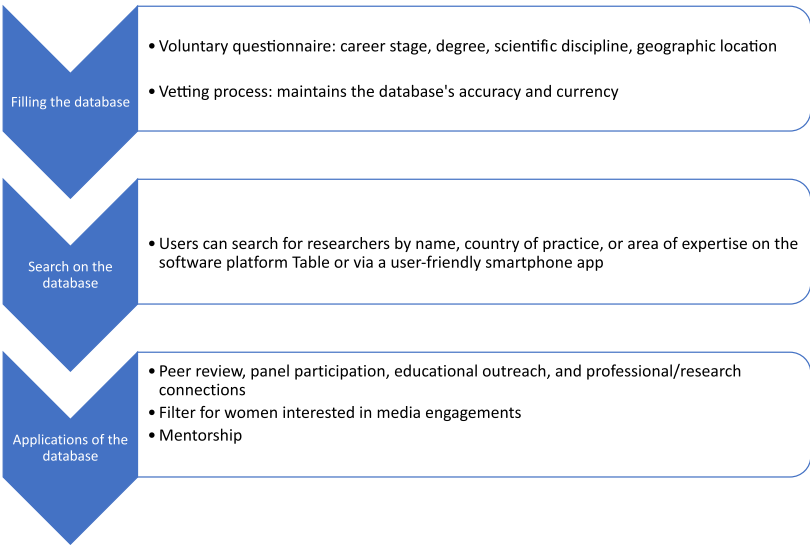 Filling the database
• Voluntary questionnaire: career stage, degree, scientific discipline, geographic location
• Vetting process: maintains the database's accuracy and currency
Search on the
database
• Users can search for researchers by name, country of practice, or area of expertise on the
software platform Table or via a user-friendly smartphone app
Applications of the
database
• Peer review, panel participation, educational outreach, and professional/research
connections
• Filter for women interested in media engagements
• Mentorship